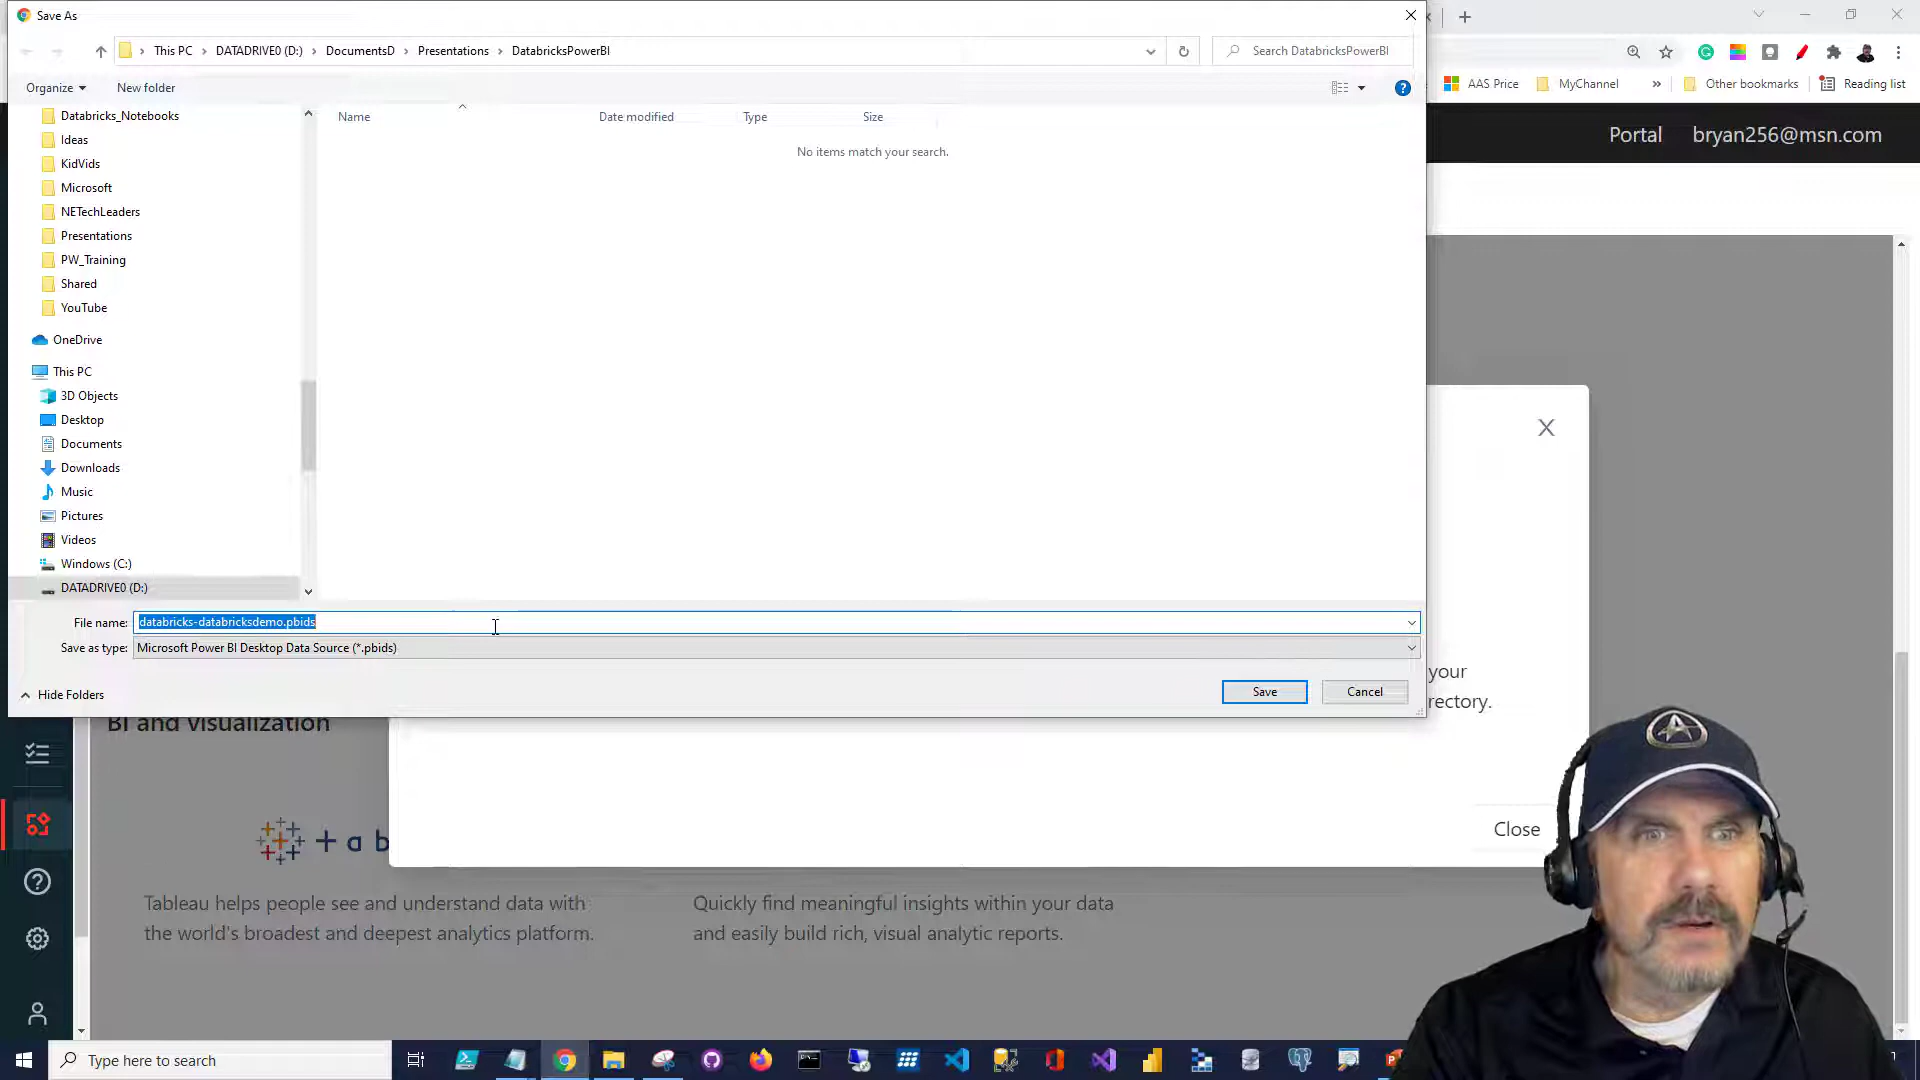 Save As
This PC > DATADRIVE0 (D:) > DocumentsD > Presentations > DatabricksPowerBI
Search DatabricksPowerBI
Organize
New folder
AAS Price
MyChannel
»
Other bookmarks
Reading list
Name
Date modified
Type
Size
No items match your search.
Portal
bryan256@msn.com
Databricks_Notebooks
Ideas
KidVids
Microsoft
NETechLeaders
Presentations
PW_Training
Shared
YouTube
OneDrive
This PC
3D Objects
Desktop
Documents
Downloads
Music
Pictures
Videos
Windows (C:)
DATADRIVE0 (D:)
X
File name: databricks-databricksdemo.pbids
Save as type: Microsoft Power BI Desktop Data Source (*.pbids)
your
rectory.
Hide Folders
Save
Cancel
BI and Visualization
+ a b
Close
Tableau helps people see and understand data with
the world's broadest and deepest analytics platform.
Quickly find meaningful insights within your data
and easily build rich, visual analytic reports.
Type here to search